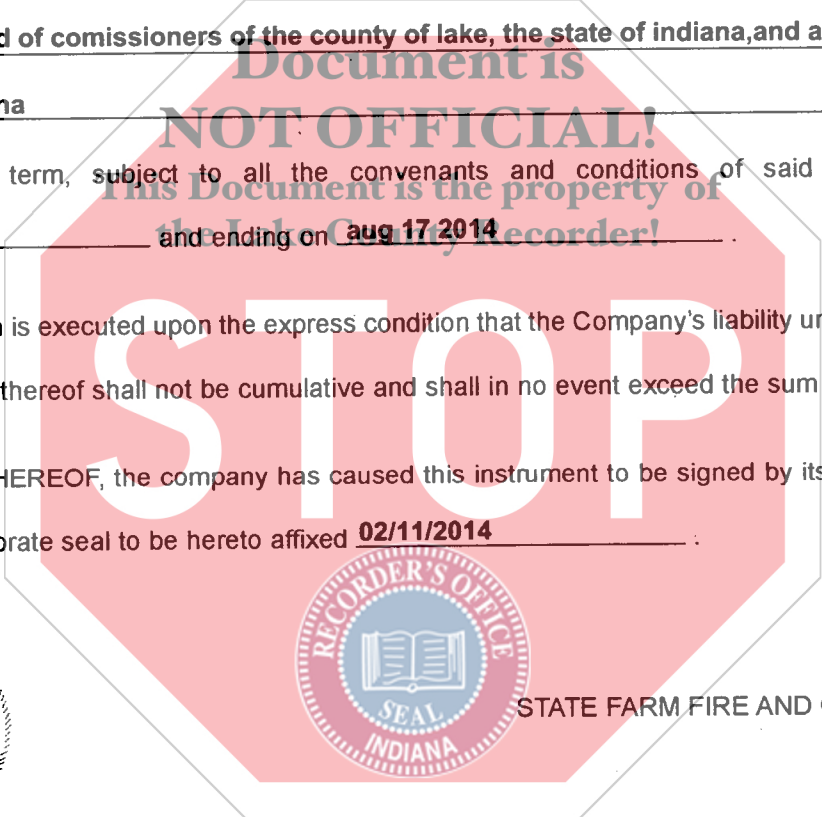 d of comissioners of the county of lake, the state of indiana,and a
Document is
na
NOT OFFICIAL!
term, subject to all the convenants and conditions of said
This Document is the property of
and ending on aug 17 2014 .
the Lake County Recorder!
is executed upon the express condition that the Company's liability un
thereof shall not be cumulative and shall in no event exceed the sum
STOP
HEREOF, the company has caused this instrument to be signed by its
orate seal to be hereto affixed 02/11/2014 .
RECORDER'S OFFICE
SEAL
INDIANA
STATE FARM FIRE AND